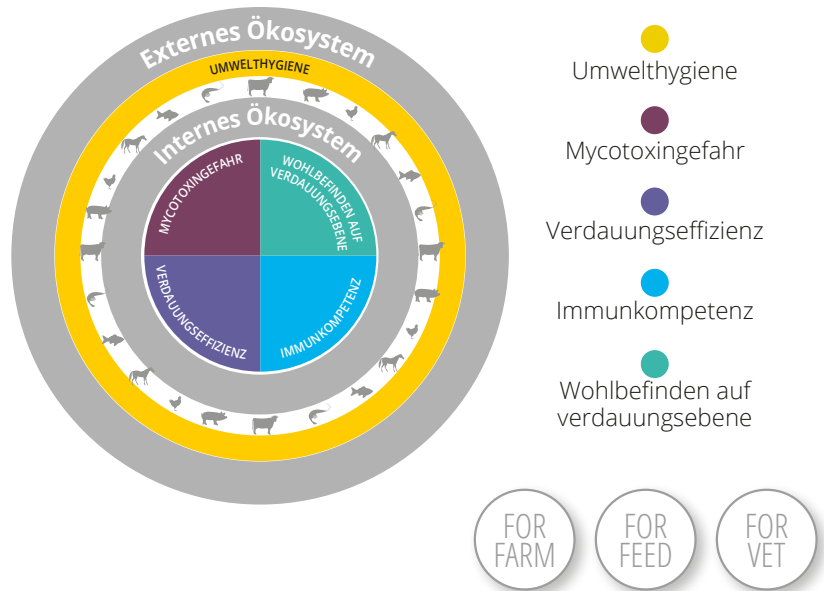 Externes Ökosystem
UMWELTHYGIENE
Internes Ökosystem
MYCOTOXINGEFAHR
WOHLBEFINDEN AUF
VERDAUUNGSEBENE
VERDAUUNGSEFFIZIENZ
IMMUNKOMPETENZ
Umwelthygiene
Mycotoxingefahr
Verdauungseffizienz
Immunkompetenz
Wohlbefinden auf
verdauungsebene
FOR
FARM
FOR
FEED
FOR
VET